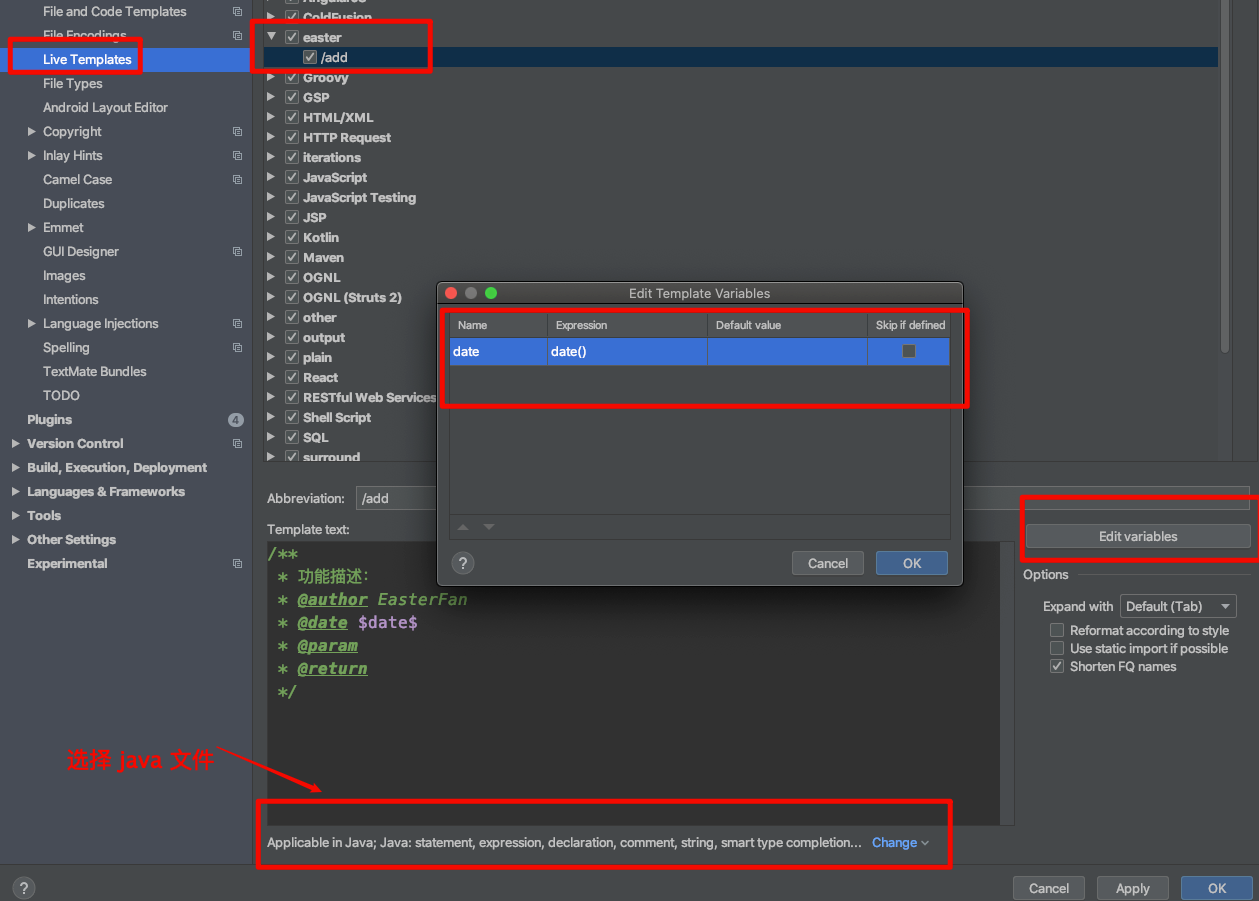 File and Code Templates
File Encodings
Live Templates
File Types
Android Layout Editor
Copyright
Inlay Hints
Camel Case
Duplicates
Emmet
GUI Designer
Images
Intentions
Language Injections
Spelling
TextMate Bundles
TODO
Plugins
4
Version Control
Build, Execution, Deployment
Languages & Frameworks
Tools
Other Settings
Experimental
AngularJS
ColdFusion
easter
/add
Groovy
GSP
HTML/XML
HTTP Request
iterations
JavaScript
JavaScript Testing
JSP
Kotlin
Maven
OGNL
OGNL (Struts 2)
other
output
plain
React
RESTful Web Services
Shell Script
SQL
surround
Edit Template Variables
Name Expression Default value Skip if defined
date date()
? Cancel OK
Abbreviation: /add
Template text:
/**
* 功能描述:
* @author EasterFan
* @date $date$
* @param
* @return
*/
Edit variables
Options
Expand with Default (Tab)
Reformat according to style
Use static import if possible
Shorten FQ names
选择 java 文件
Applicable in Java; Java: statement, expression, declaration, comment, string, smart type completion... Change
? Cancel Apply OK